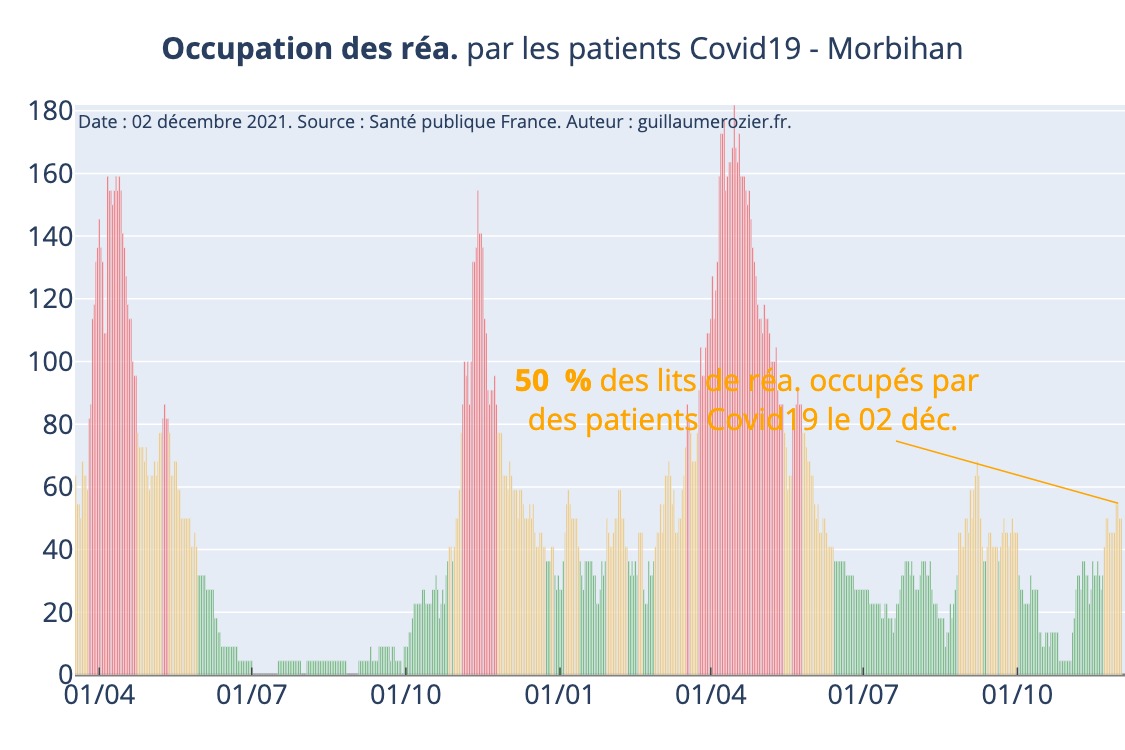 Occupation des réa. par les patients Covid19 - Morbihan
180
Date : 02 décembre 2021. Source : Santé publique France. Auteur : guillaumerozier.fr.
160
140
120
100
50  % des lits de réa. occupés par
des patients Covid19 le 02 déc.
80
60
40
20
0
01/04 01/07 01/10 01/01 01/04 01/07 01/10